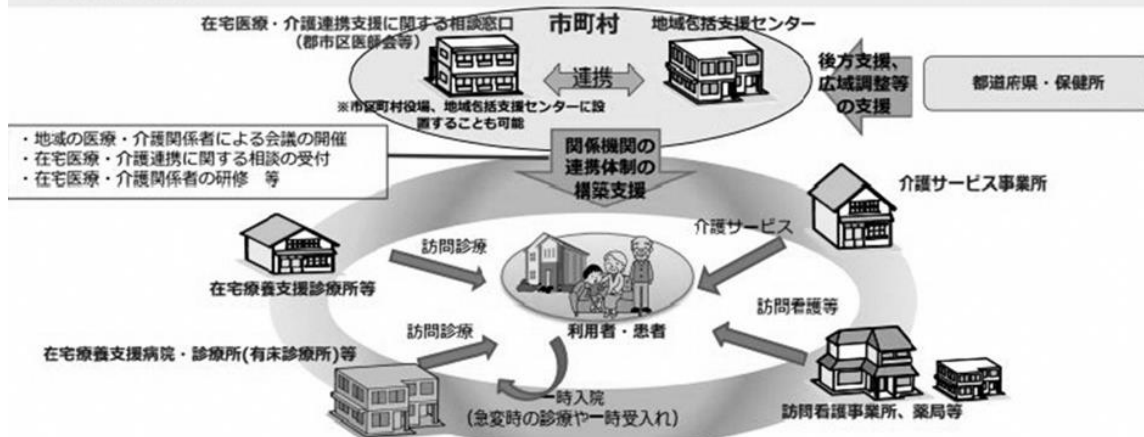 在宅医療・介護連携支援に関する相談窓口
(郡市区医師会等)
市町村
地域包括支援センター
連携
※市区町村役場、地域包括支援センターに設
置することも可能
後方支援、
広域調整等
の支援
都道府県・保健所
・地域の医療・介護関係者による会議の開催
・在宅医療・介護連携に関する相談の受付
・在宅医療・介護関係者の研修 等
関係機関の
連携体制の
構築支援
介護サービス事業所
介護サービス
訪問診療
在宅療養支援診療所等
利用者・患者
訪問看護等
訪問診療
在宅療養支援病院・診療所(有床診療所)等
一時入院
(急変時の診療や一時受入れ)
訪問看護事業所、薬局等